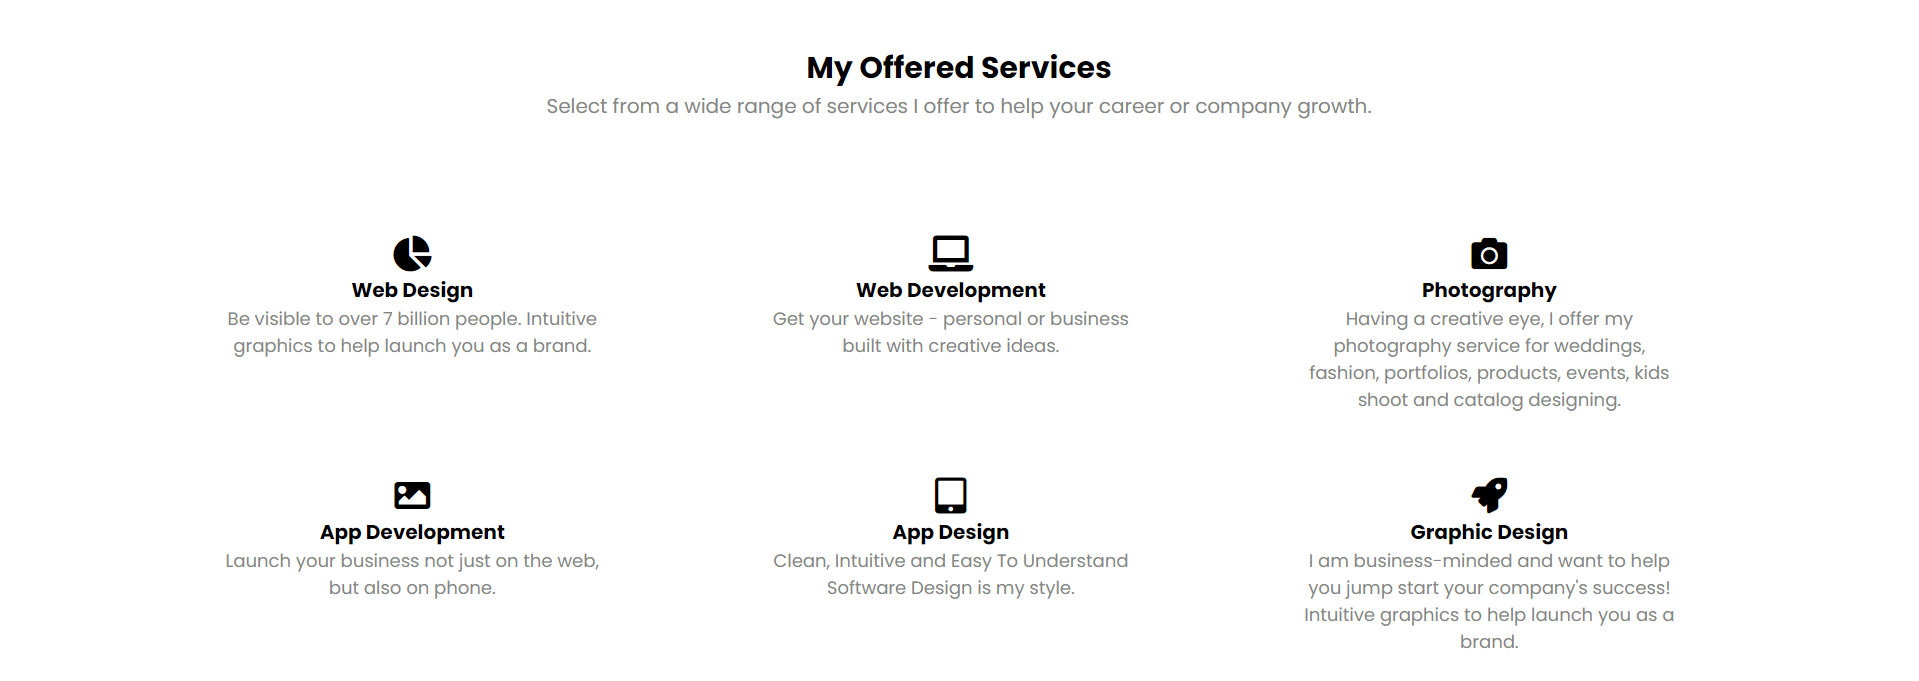 My Offered Services
Select from a wide range of services I offer to help your career or company growth.
Web Design
Be visible to over 7 billion people. Intuitive
graphics to help launch you as a brand.
Web Development
Get your website - personal or business
built with creative ideas.
Photography
Having a creative eye, I offer my
photography service for weddings,
fashion, portfolios, products, events, kids
shoot and catalog designing.
App Development
Launch your business not just on the web,
but also on phone.
App Design
Clean, Intuitive and Easy To Understand
Software Design is my style.
Graphic Design
I am business-minded and want to help
you jump start your company's success!
Intuitive graphics to help launch you as a
brand.